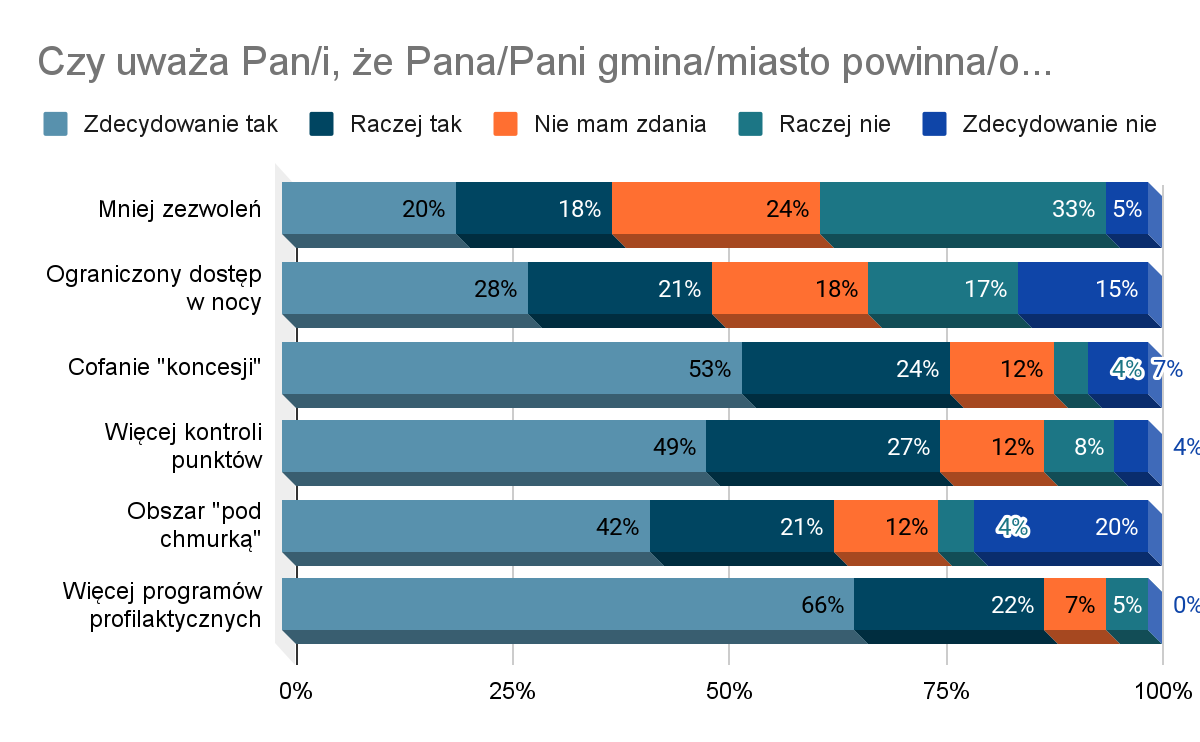 Czy uważa Pan/i, że Pana/Pani gmina/miasto powinna/o...
Zdecydowanie tak Raczej tak Nie mam zdania Raczej nie Zdecydowanie nie
Mniej zezwoleń 20% 18% 24% 33% 5%
Ograniczony dostęp
w nocy 28% 21% 18% 17% 15%
Cofanie "koncesji" 53% 24% 12% 4% 7%
Więcej kontroli
punktów 49% 27% 12% 8% 4%
Obszar "pod
chmurką" 42% 21% 12% 4% 20%
Więcej programów
profilaktycznych 66% 22% 7% 5% 0%
0% 25% 50% 75% 100%